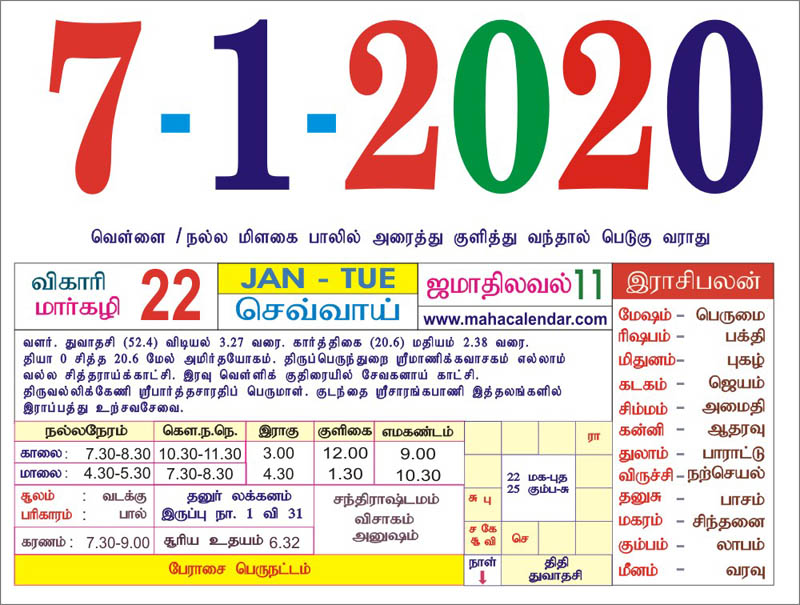 7-1-2020
வெள்ளை / நல்ல மிளகை பாலில் அரைத்து குளித்து வந்தால் பெடுகு வராது
விகாரி
மார்கழி
22
JAN - TUE
செவ்வாய்
ஜமாதிலவல் 11
www.mahacalendar.com
வளர். துவாதசி (52.4) விடியல் 3.27 வரை. கார்த்திகை (20.6) மதியம் 2.38 வரை.
தியா 0 சித்த 20.6 மேல் அமிர்தயோகம். திருப்பெருந்துறை ஸ்ரீமாணிக்கவாசகம் எல்லாம்
வல்ல சித்தராய்க்காட்சி. இரவு வெள்ளிக் குதிரையில் சேவகனாய் காட்சி.
திருவல்லிக்கேணி ஸ்ரீபார்த்தசாரதிப் பெருமாள். குடந்தை ஸ்ரீசாரங்கபாணி இத்தலங்களில்
இராப்பத்து உற்சவசேவை.
நல்லநேரம் கௌ.ந.நெ. இராகு குளிகை எமகண்டம்
காலை: 7.30-8.30 10.30-11.30 3.00 12.00 9.00
மாலை: 4.30-5.30 7.30-8.30 4.30 1.30 10.30
சூலம் : வடக்கு
பரிகாரம் : பால்
தனுர் லக்கனம்
இருப்பு நா. 1 வி 31
சந்திராஷ்டமம்
விசாகம்
அனுஷம்
கரணம் : 7.30-9.00 சூரிய உதயம் 6.32
பேராசை பெருநட்டம்
ரா
22 மக-புத
25 கும்ப-சு
சு பு
ச கே
சூ வி
செ
நாள்
திதி
துவாதசி
இராசிபலன்
மேஷம் – பெருமை
ரிஷபம் – பக்தி
மிதுனம் – புகழ்
கடகம் – ஜெயம்
சிம்மம் – அமைதி
கன்னி – ஆதரவு
துலாம் – பாராட்டு
விருச்சி – நற்செயல்
தனுசு – பாசம்
மகரம் – சிந்தனை
கும்பம் – லாபம்
மீனம் – வரவு